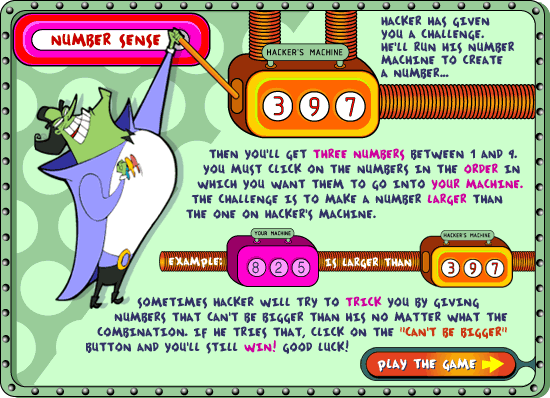 NUMBER SENSE
HACKER HAS GIVEN
YOU A CHALLENGE.
HE'LL RUN HIS NUMBER
MACHINE TO CREATE
A NUMBER...
HACKER'S MACHINE
3 9 7
THEN YOU'LL GET THREE NUMBERS BETWEEN 1 AND 9.
YOU MUST CLICK ON THE NUMBERS IN THE ORDER IN
WHICH YOU WANT THEM TO GO INTO YOUR MACHINE.
THE CHALLENGE IS TO MAKE A NUMBER LARGER THAN
THE ONE ON HACKER'S MACHINE.
YOUR MACHINE
HACKER'S MACHINE
EXAMPLE: 8 2 5 IS LARGER THAN 3 9 7
SOMETIMES HACKER WILL TRY TO TRICK YOU BY GIVING
NUMBERS THAT CAN'T BE BIGGER THAN HIS NO MATTER WHAT THE
COMBINATION. IF HE TRIES THAT, CLICK ON THE "CAN'T BE BIGGER"
BUTTON AND YOU'LL STILL WIN! GOOD LUCK!
PLAY THE GAME